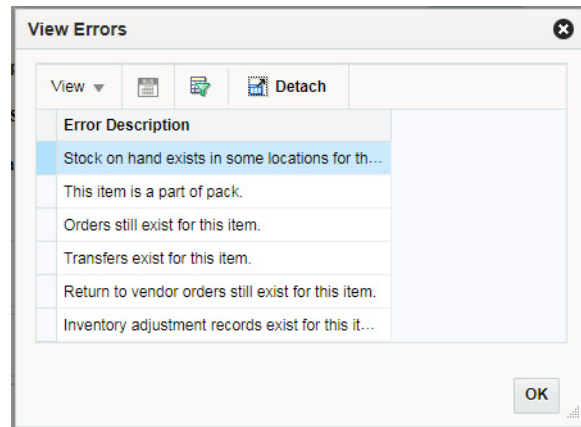 View Errors
View
Detach
Error Description
Stock on hand exists in some locations for th...
This item is a part of pack.
Orders still exist for this item.
Transfers exist for this item.
Return to vendor orders still exist for this item.
Inventory adjustment records exist for this it...
OK